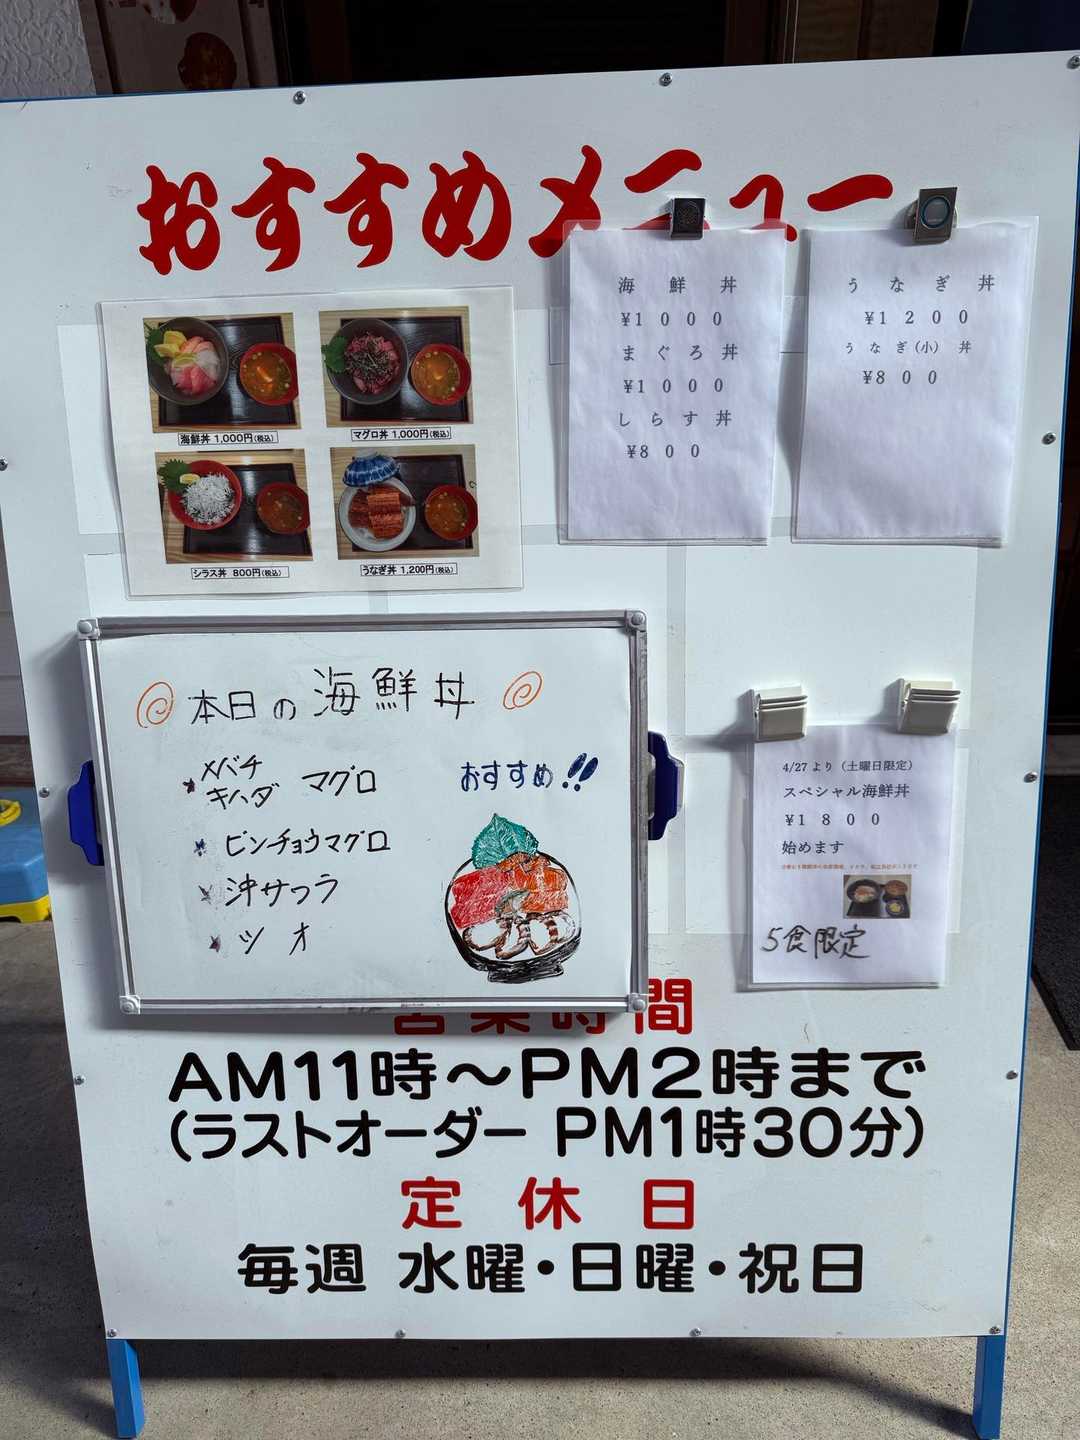 おすすめメニュー
海鮮丼 1,000円(税込)
マグロ丼 1,000円(税込)
シラス丼 800円(税込)
うなぎ丼 1,200円(税込)
海鮮丼
¥1000
まぐろ丼
¥1000
しらす丼
¥800
うなぎ丼
¥1200
うなぎ(小)丼
¥800
本日の海鮮丼
メバチ
キハダ マグロ
おすすめ!!
ビンチョウマグロ
沖サワラ
ツオ
4/27より(土曜日限定)
スペシャル海鮮丼
¥1800
始めます
5食限定
営業時間
AM11時〜PM2時まで
(ラストオーダー PM1時30分)
定休日
毎週 水曜・日曜・祝日